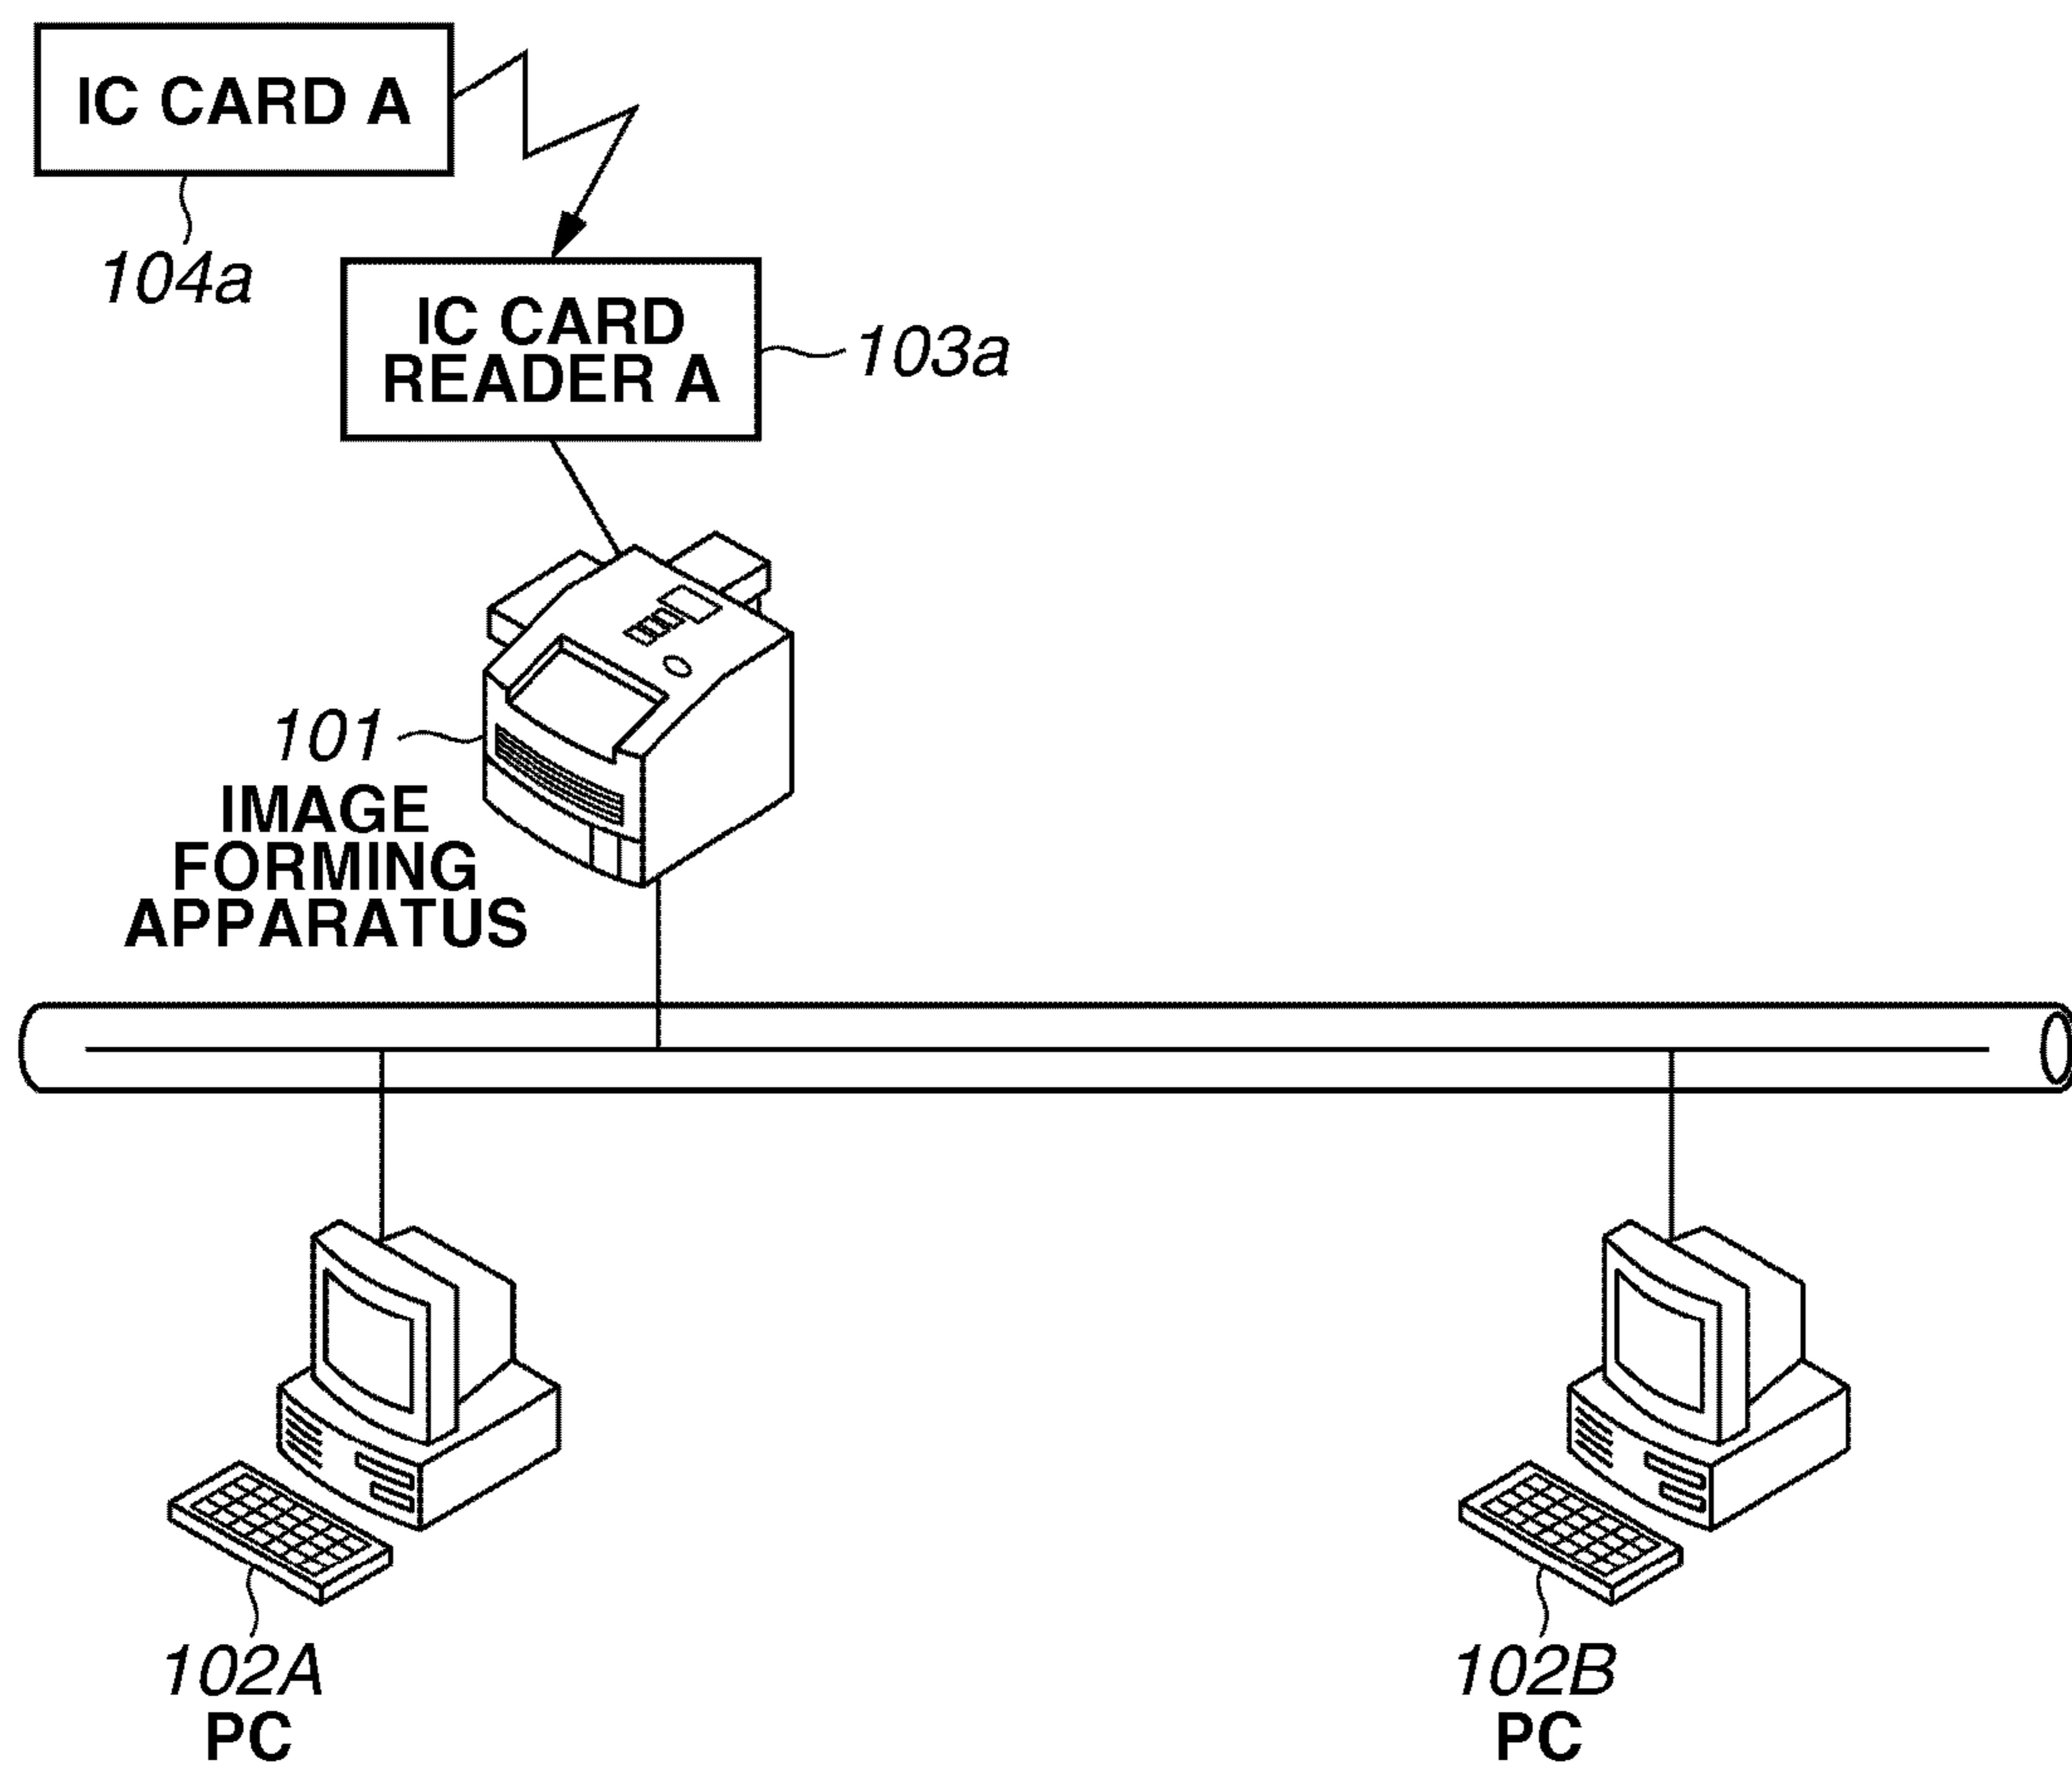 IC CARD A
104a
IC CARD
READER A
103a
101
IMAGE
FORMING
APPARATUS
102A
PC
102B
PC